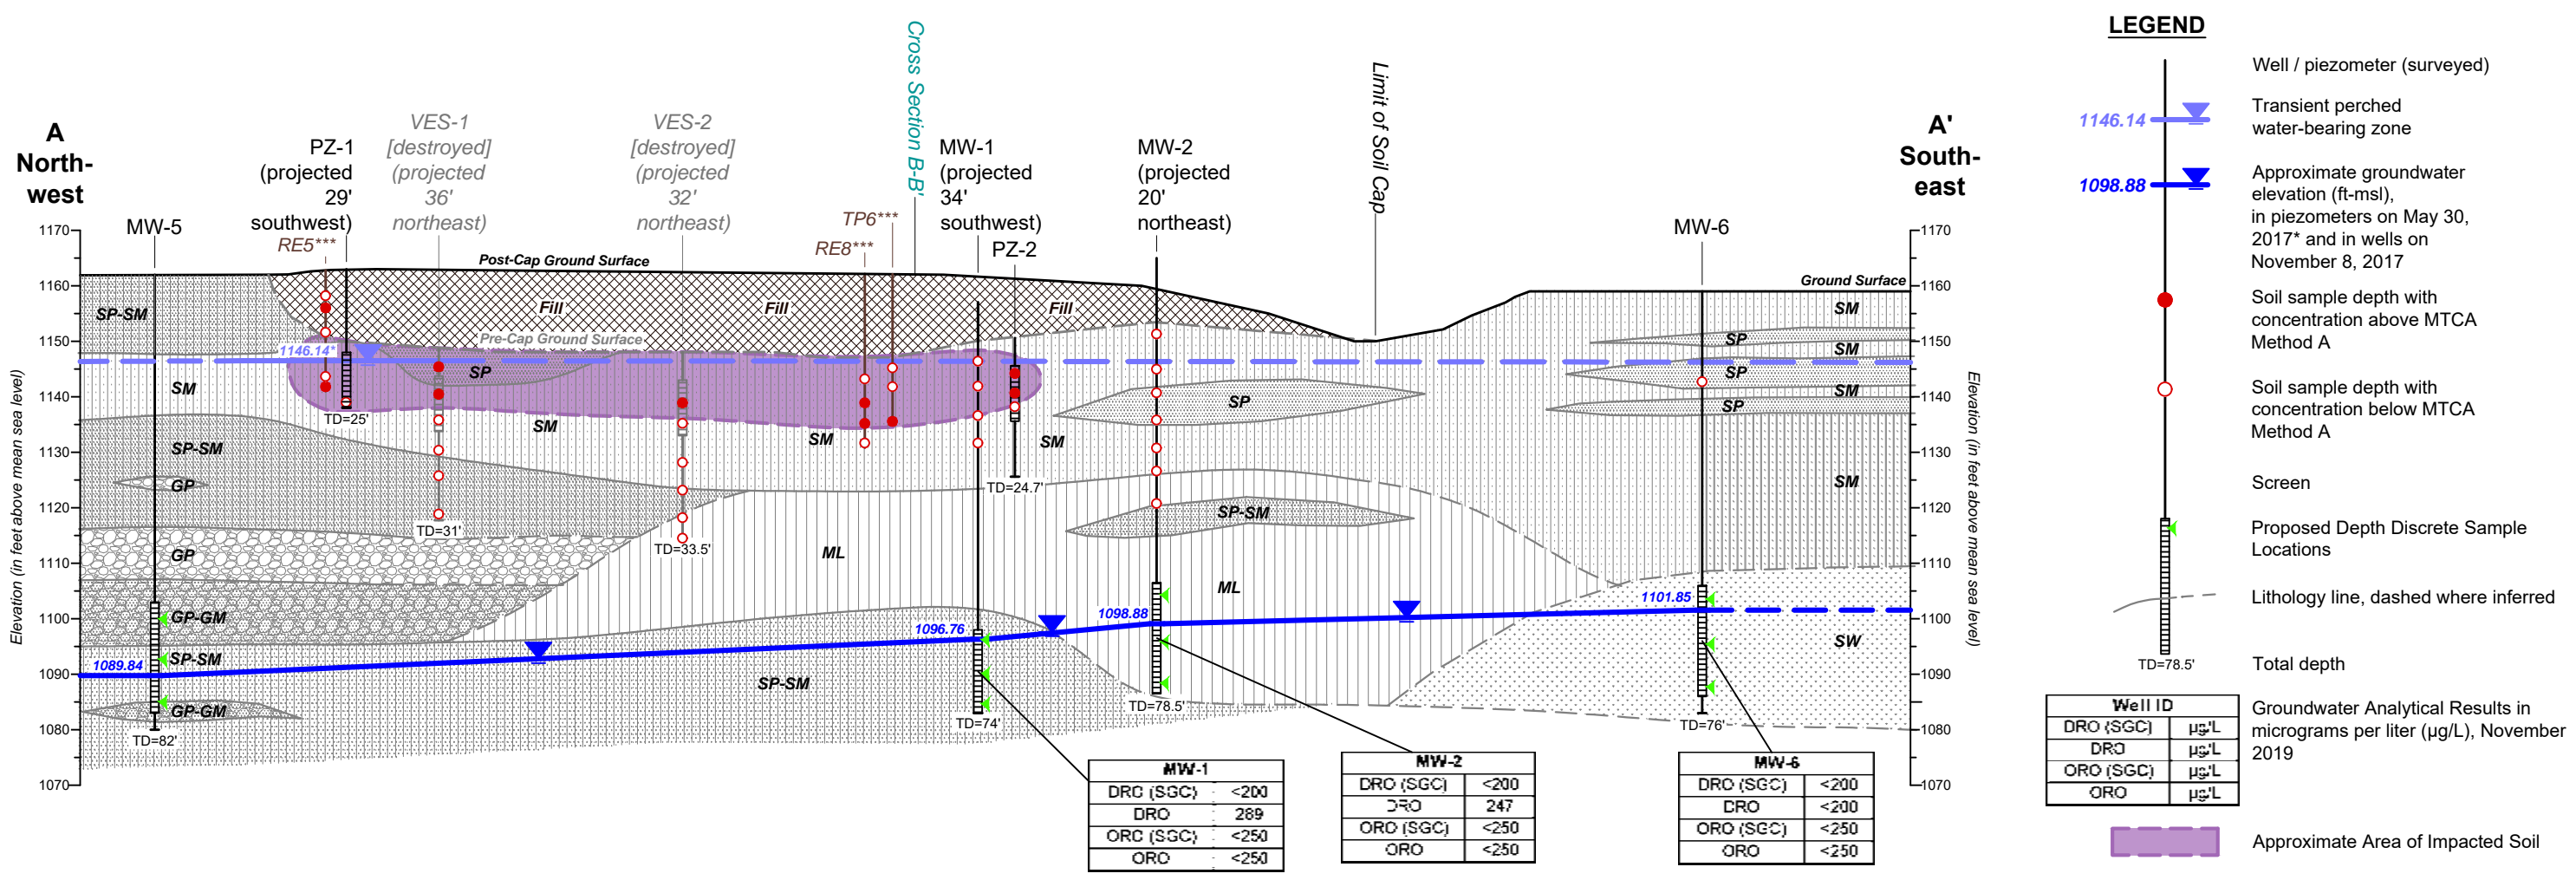 Cross Section B-B'
Limit of Soil Cap
A
North-
west
MW-5
PZ-1
(projected
29'
southwest)
RE5***
VES-1
[destroyed]
(projected
36'
northeast)
VES-2
[destroyed]
(projected
32'
northeast)
TP6***
RE8***
MW-1
(projected
34'
southwest)
PZ-2
MW-2
(projected
20'
northeast)
MW-6
A'
South-
east
Elevation (in feet above mean sea level)
1170
1160
1150
1140
1130
1120
1110
1100
1090
1080
1070
Post-Cap Ground Surface
Ground Surface
Pre-Cap Ground Surface
Fill
Fill
Fill
SP-SM
SM
SP-SM
GP
GP
GP-GM
SP-SM
GP-GM
1146.14*
SP
SM
SM
SM
SP
SP-SM
ML
ML
SP-SM
SM
SP
SM
SP
SM
SP
SM
SW
1089.84
1096.76
1098.88
1101.85
TD=82'
TD=25'
TD=31'
TD=33.5'
TD=74'
TD=24.7'
TD=78.5'
TD=76'
1170
1160
1150
1140
1130
1120
1110
1100
1090
1080
1070
Elevation (in feet above mean sea level)
MW-1
DRO (SGC) <200
DRO 289
ORO (SGC) <250
ORO <250
MW-2
DRO (SGC) <200
DRO 247
ORO (SGC) <250
ORO <250
MW-6
DRO (SGC) <200
DRO <200
ORO (SGC) <250
ORO <250
LEGEND
Well / piezometer (surveyed)
1146.14
Transient perched
water-bearing zone
1098.88
Approximate groundwater
elevation (ft-msl),
in piezometers on May 30,
2017* and in wells on
November 8, 2017
Soil sample depth with
concentration above MTCA
Method A
Soil sample depth with
concentration below MTCA
Method A
Screen
Proposed Depth Discrete Sample
Locations
Lithology line, dashed where inferred
TD=78.5'
Total depth
Well ID
DRO (SGC) µg/L
DRO µg/L
ORO (SGC) µg/L
ORO µg/L
Groundwater Analytical Results in
micrograms per liter (µg/L), November
2019
Approximate Area of Impacted Soil